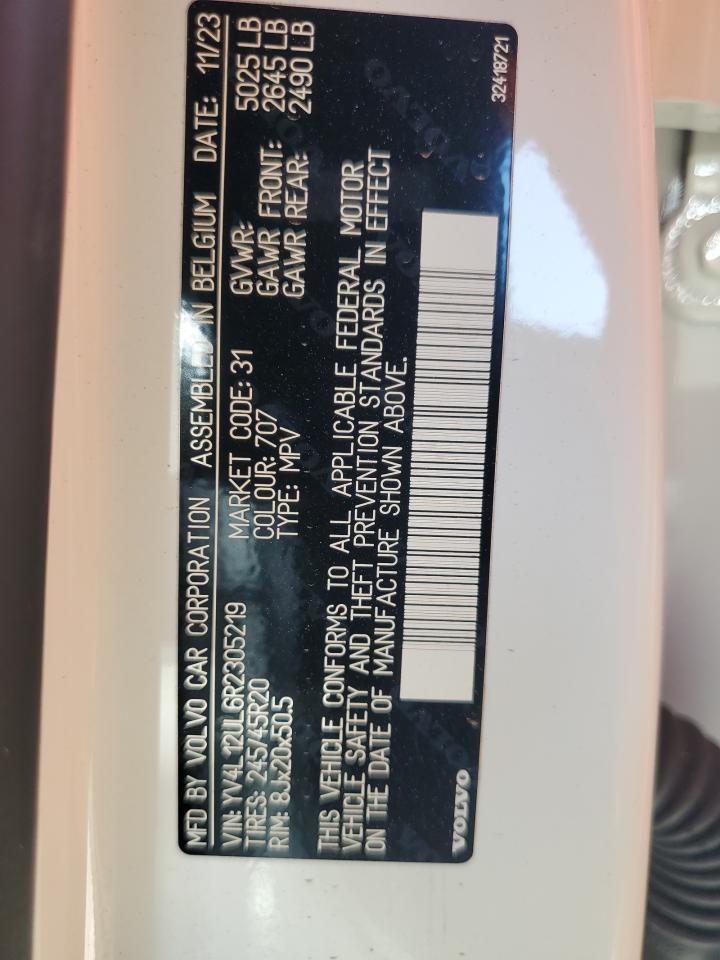 MFD BY VOLVO CAR CORPORATION ASSEMBLED IN BELGIUM DATE: 11/23
VIN: YV4L12UL6R2305219 MARKET CODE: 31 GVWR: 5025 LB
TIRES: 245/45R20 COLOUR: 707 GAWR FRONT: 2645 LB
RIM: 8Jx20x50.5 TYPE: MPV GAWR REAR: 2490 LB
THIS VEHICLE CONFORMS TO ALL APPLICABLE FEDERAL MOTOR
VEHICLE SAFETY AND THEFT PREVENTION STANDARDS IN EFFECT
ON THE DATE OF MANUFACTURE SHOWN ABOVE.
VOLVO 32418721